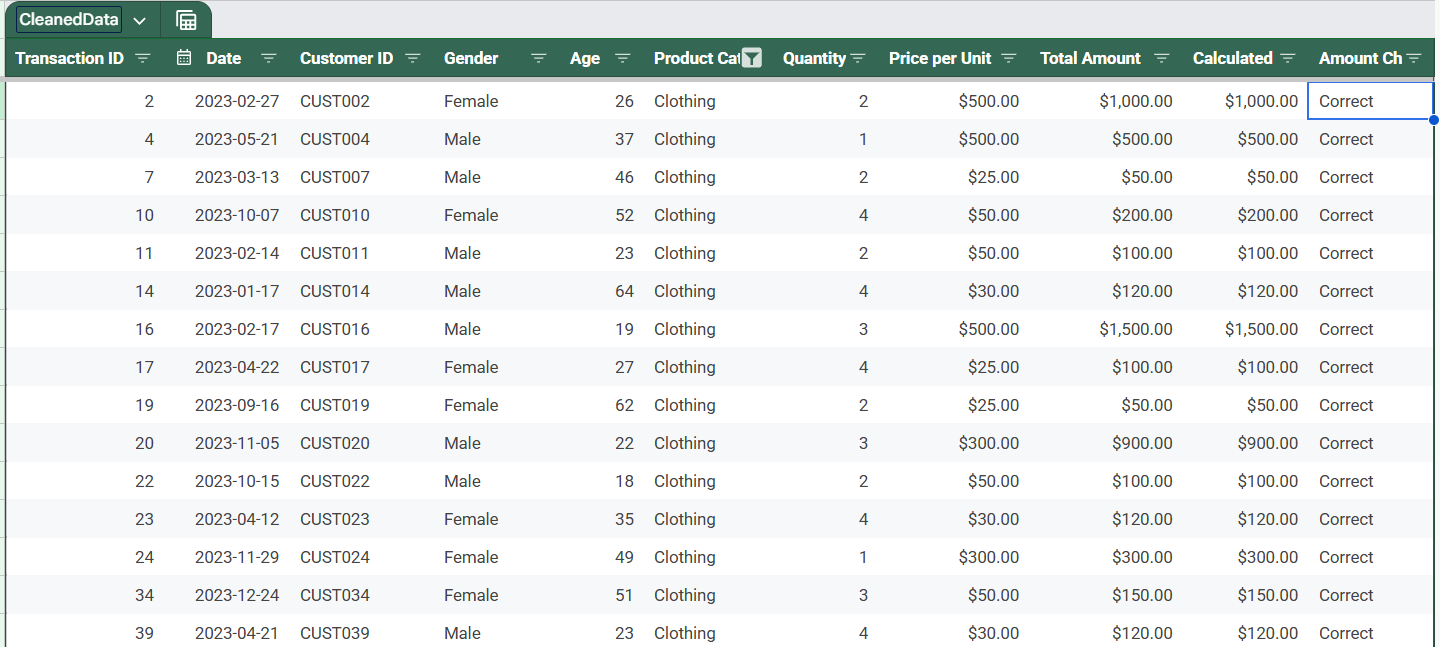 CleanedData
Transaction ID Date Customer ID Gender Age Product Cat Quantity Price per Unit Total Amount Calculated Amount Ch
2 2023-02-27 CUST002 Female 26 Clothing 2 $500.00 $1,000.00 $1,000.00 Correct
4 2023-05-21 CUST004 Male 37 Clothing 1 $500.00 $500.00 $500.00 Correct
7 2023-03-13 CUST007 Male 46 Clothing 2 $25.00 $50.00 $50.00 Correct
10 2023-10-07 CUST010 Female 52 Clothing 4 $50.00 $200.00 $200.00 Correct
11 2023-02-14 CUST011 Male 23 Clothing 2 $50.00 $100.00 $100.00 Correct
14 2023-01-17 CUST014 Male 64 Clothing 4 $30.00 $120.00 $120.00 Correct
16 2023-02-17 CUST016 Male 19 Clothing 3 $500.00 $1,500.00 $1,500.00 Correct
17 2023-04-22 CUST017 Female 27 Clothing 4 $25.00 $100.00 $100.00 Correct
19 2023-09-16 CUST019 Female 62 Clothing 2 $25.00 $50.00 $50.00 Correct
20 2023-11-05 CUST020 Male 22 Clothing 3 $300.00 $900.00 $900.00 Correct
22 2023-10-15 CUST022 Male 18 Clothing 2 $50.00 $100.00 $100.00 Correct
23 2023-04-12 CUST023 Female 35 Clothing 4 $30.00 $120.00 $120.00 Correct
24 2023-11-29 CUST024 Female 49 Clothing 1 $300.00 $300.00 $300.00 Correct
34 2023-12-24 CUST034 Female 51 Clothing 3 $50.00 $150.00 $150.00 Correct
39 2023-04-21 CUST039 Male 23 Clothing 4 $30.00 $120.00 $120.00 Correct